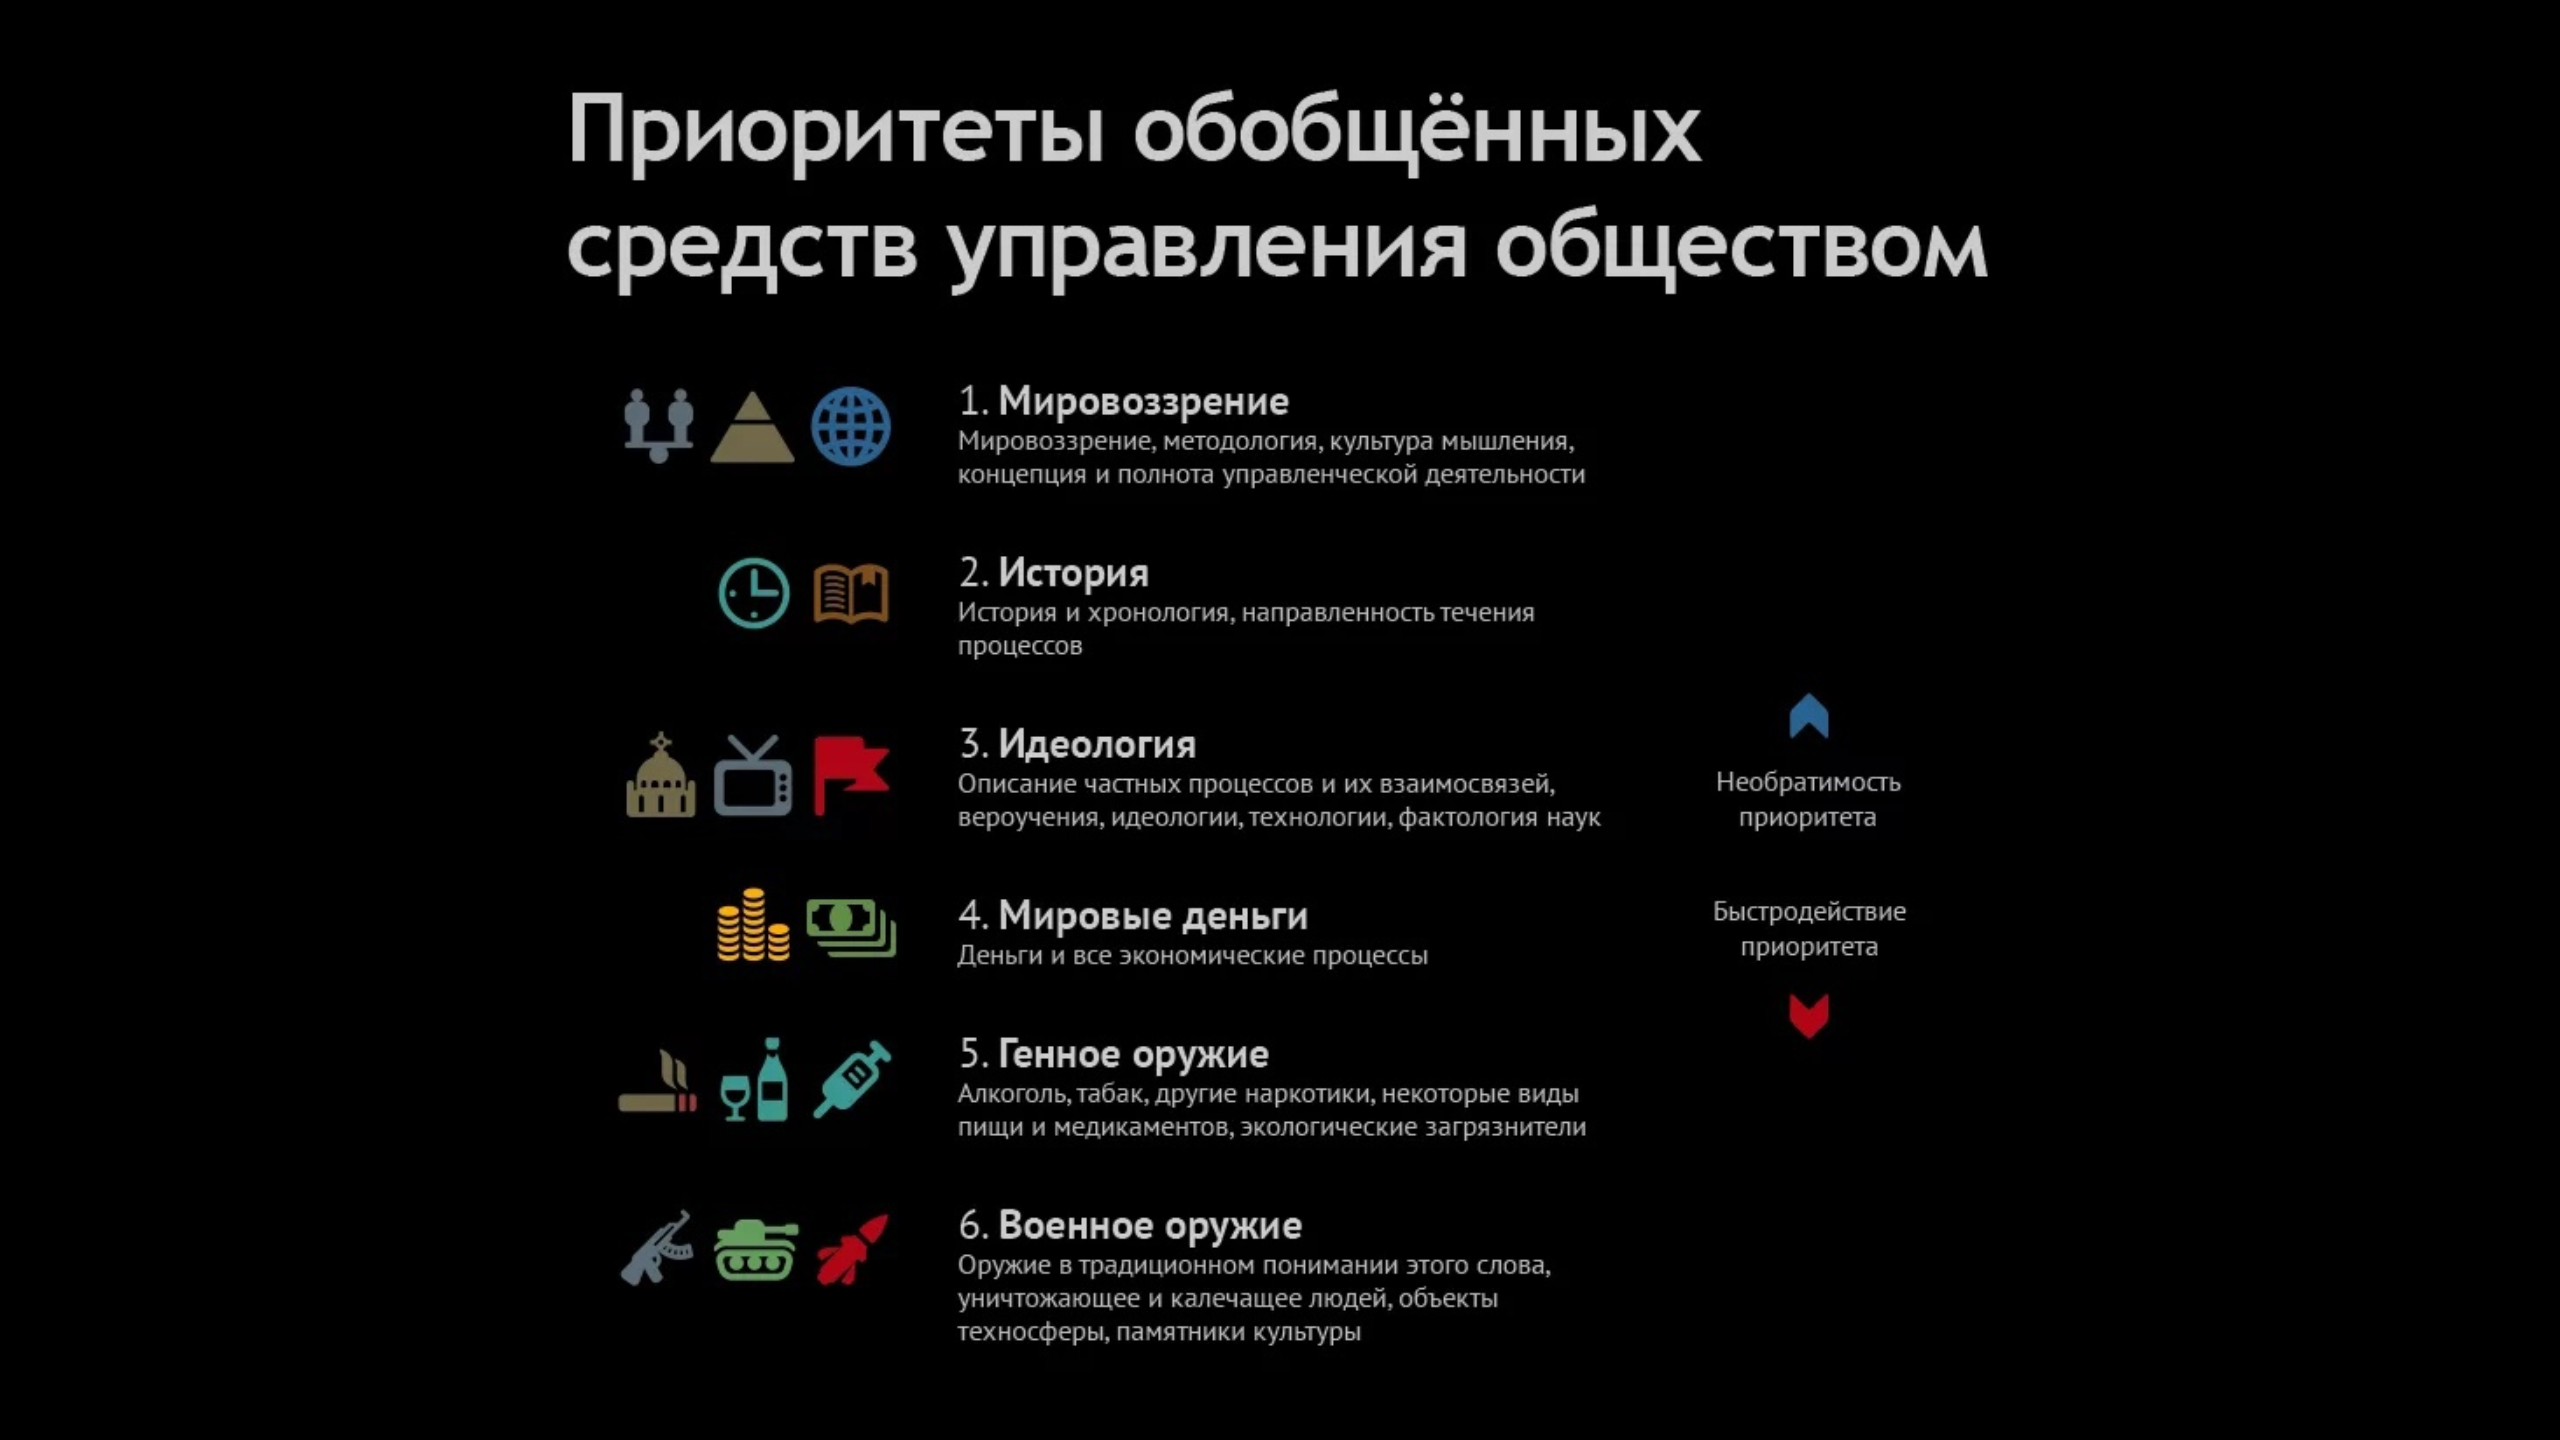 Приоритеты обобщённых
средств управления обществом
1. Мировоззрение
Мировоззрение, методология, культура мышления,
концепция и полнота управленческой деятельности
2. История
История и хронология, направленность течения
процессов
3. Идеология
Описание частных процессов и их взаимосвязей,
вероучения, идеологии, технологии, фактология наук
Необратимость
приоритета
4. Мировые деньги
Деньги и все экономические процессы
Быстродействие
приоритета
5. Генное оружие
Алкоголь, табак, другие наркотики, некоторые виды
пищи и медикаментов, экологические загрязнители
6. Военное оружие
Оружие в традиционном понимании этого слова,
уничтожающее и калечащее людей, объекты
техносферы, памятники культуры